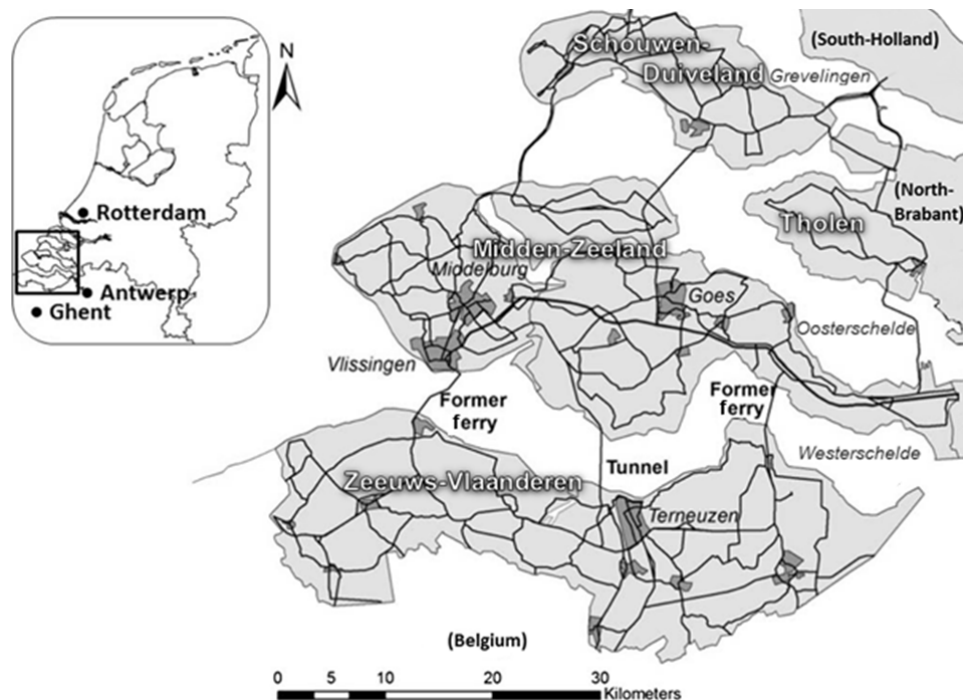 N
Rotterdam
Antwerp
Ghent
Schouwen-
Duiveland
Grevelingen
(South-Holland)
(North-
Brabant)
Tholen
Midden-Zeeland
Middelburg
Goes
Oosterschelde
Vlissingen
Former
ferry
Former
ferry
Westerschelde
Tunnel
Zeeuws-Vlaanderen
Terneuzen
(Belgium)
0 5 10 20 30
Kilometers